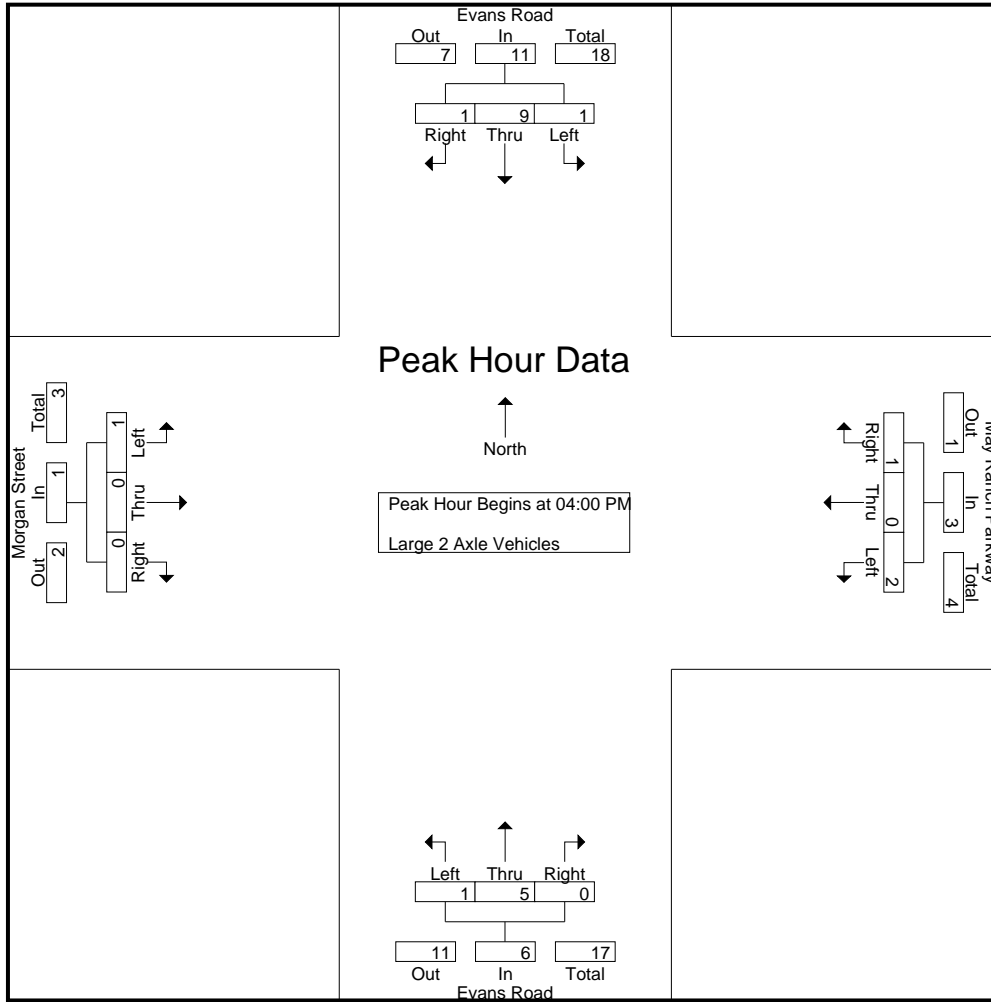 Evans Road
Out In Total
7 11 18
1 9 1
Right Thru Left
Peak Hour Data
North
Peak Hour Begins at 04:00 PM
Large 2 Axle Vehicles
Morgan Street
Out In Total
2 1 3
Right Thru Left
0 0 1
May Ranch Parkway
Out In Total
1 3 4
Right Thru Left
1 0 2
Left Thru Right
1 5 0
11 6 17
Out In Total
Evans Road